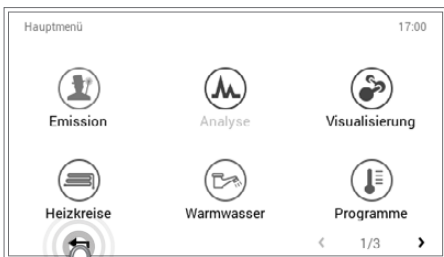 Hauptmenü 17:00
Emission Analyse Visualisierung
Heizkreise Warmwasser Programme
< 1/3 >